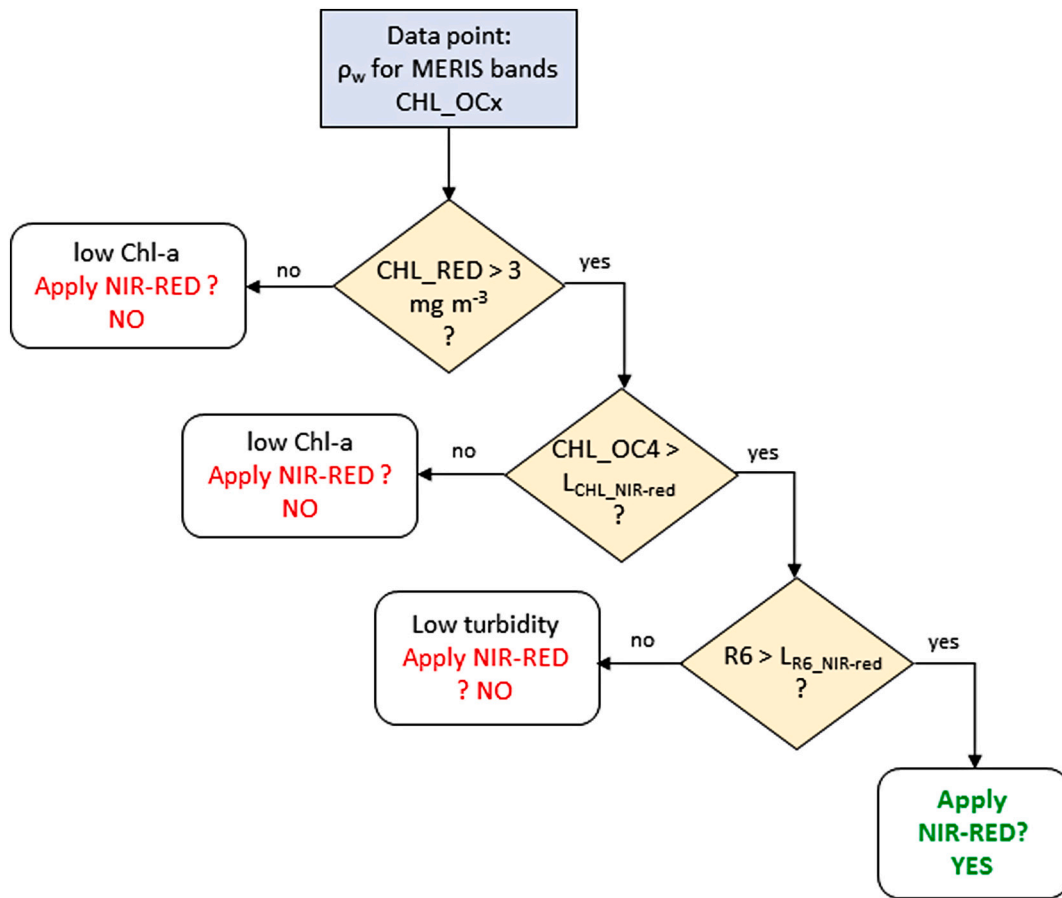 Data point:
ρw for MERIS bands
CHL_OCx
low Chl-a
Apply NIR-RED ?
NO
no
CHL_RED > 3
mg m-3
?
yes
low Chl-a
Apply NIR-RED ?
NO
no
CHL_OC4 >
LCHL_NIR-red
?
yes
Low turbidity
Apply NIR-RED
? NO
no
R6 > LR6_NIR-red
?
yes
Apply
NIR-RED?
YES